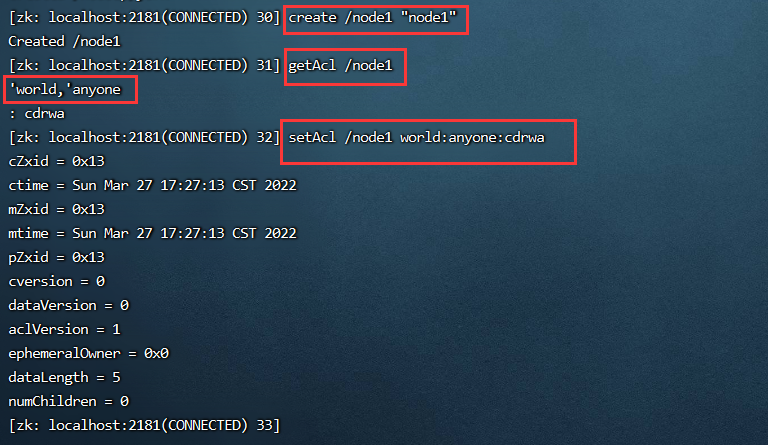 [zk: localhost:2181(CONNECTED) 30] create /node1 "node1"
Created /node1
[zk: localhost:2181(CONNECTED) 31] getAcl /node1
'world,'anyone
: cdrwa
[zk: localhost:2181(CONNECTED) 32] setAcl /node1 world:anyone:cdrwa
cZxid = 0x13
ctime = Sun Mar 27 17:27:13 CST 2022
mZxid = 0x13
mtime = Sun Mar 27 17:27:13 CST 2022
pZxid = 0x13
cversion = 0
dataVersion = 0
aclVersion = 1
ephemeralOwner = 0x0
dataLength = 5
numChildren = 0
[zk: localhost:2181(CONNECTED) 33]